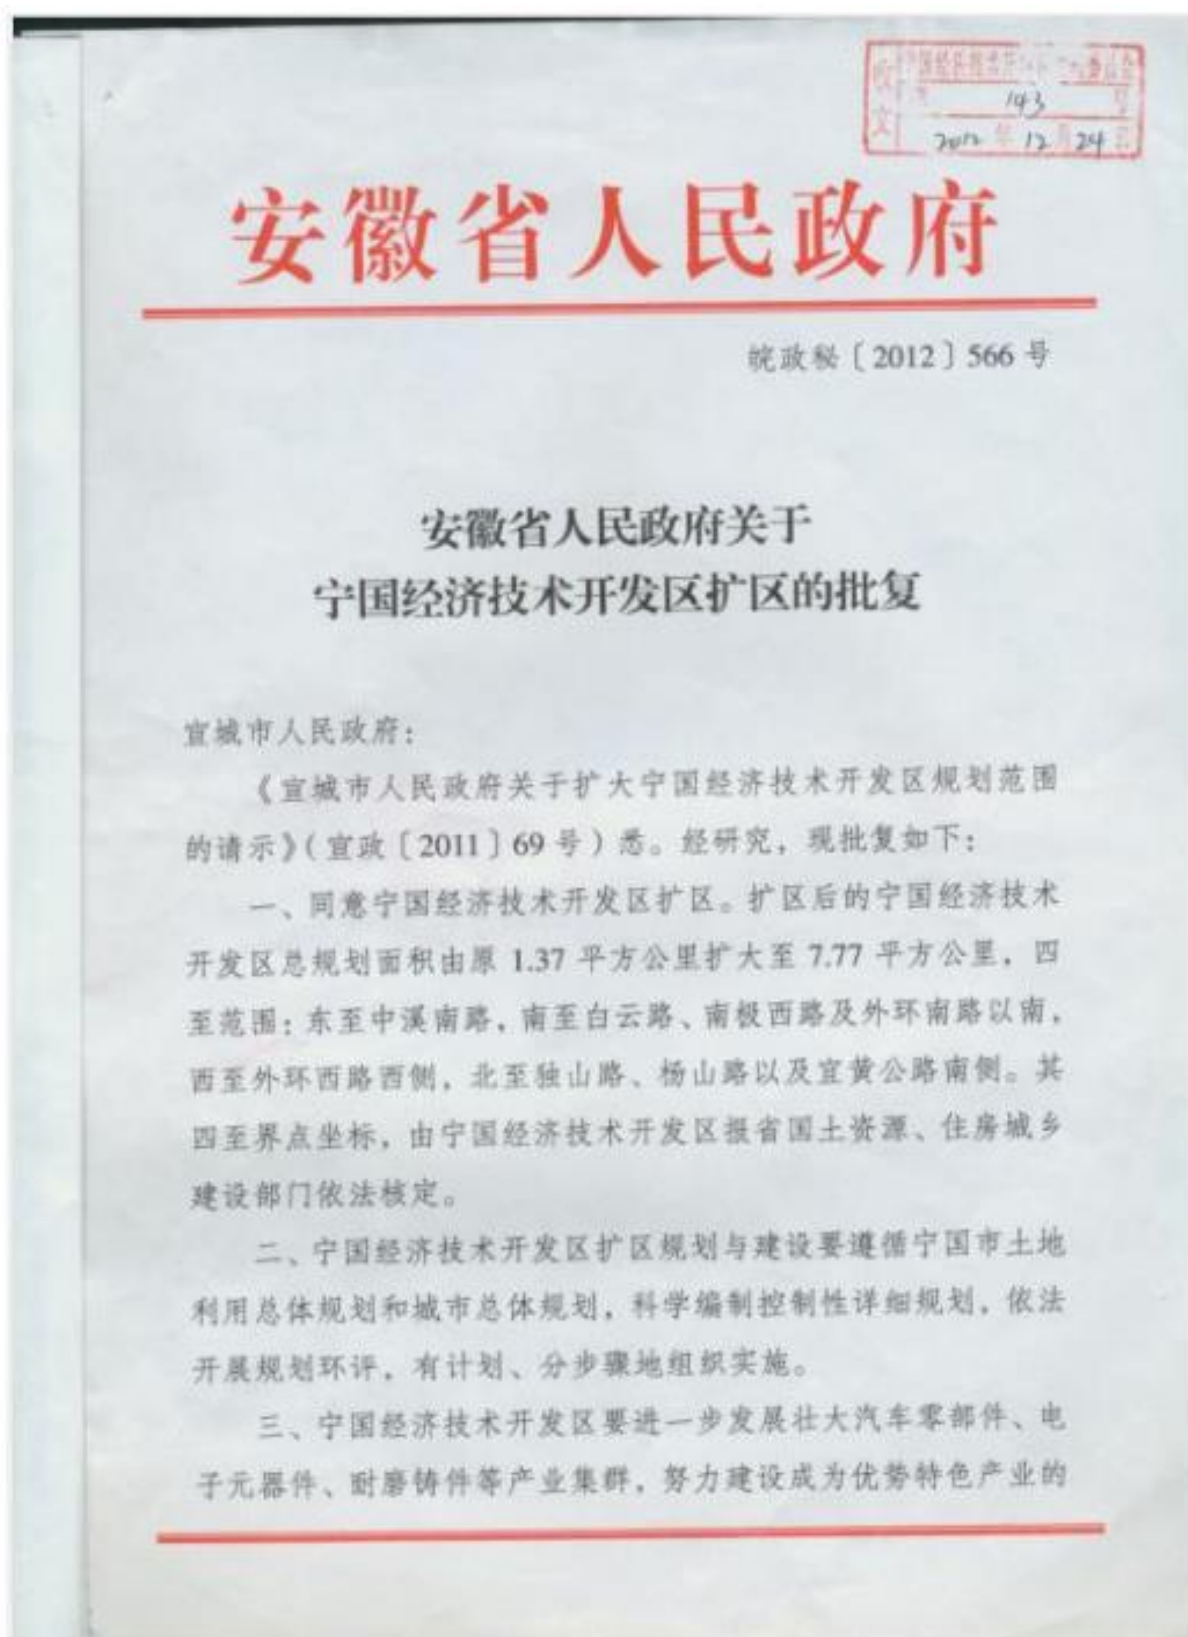 收文
143
2012年12月24日
安徽省人民政府
皖政秘〔2012〕566号
安徽省人民政府关于
宁国经济技术开发区扩区的批复
宣城市人民政府：
《宣城市人民政府关于扩大宁国经济技术开发区规划范围
的请示》（宣政〔2011〕69号）悉。经研究，现批复如下：
一、同意宁国经济技术开发区扩区。扩区后的宁国经济技术
开发区总规划面积由原 1.37 平方公里扩大至 7.77 平方公里，四
至范围：东至中溪南路，南至白云路、南极西路及外环南路以南，
西至外环西路西侧，北至独山路、杨山路以及宣黄公路南侧。其
四至界点坐标，由宁国经济技术开发区报省国土资源、住房城乡
建设部门依法核定。
二、宁国经济技术开发区扩区规划与建设要遵循宁国市土地
利用总体规划和城市总体规划，科学编制控制性详细规划，依法
开展规划环评，有计划、分步骤地组织实施。
三、宁国经济技术开发区要进一步发展壮大汽车零部件、电
子元器件、耐磨铸件等产业集群，努力建设成为优势特色产业的